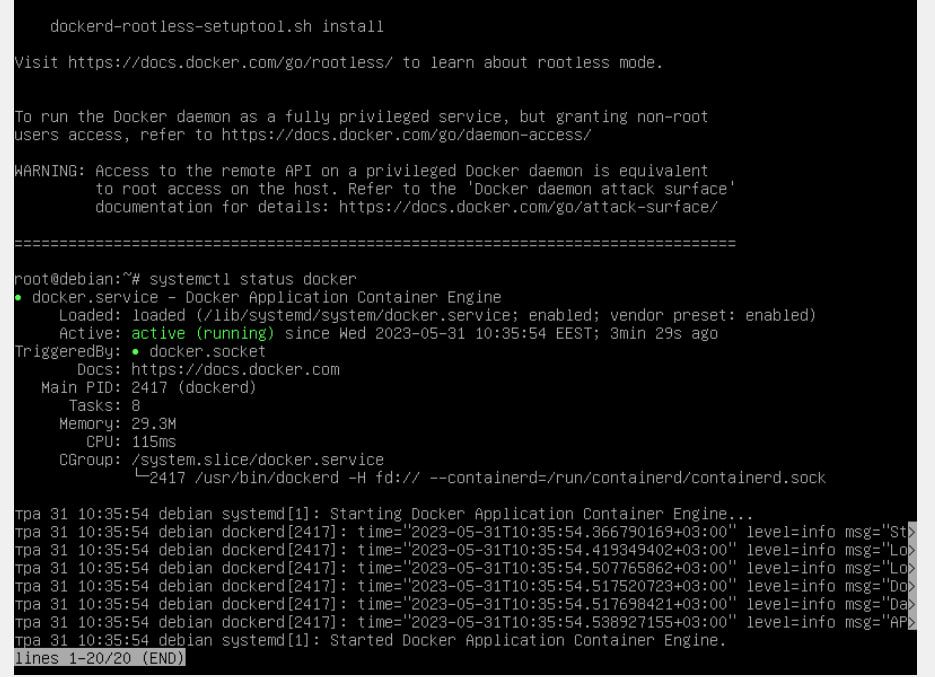 dockerd-rootless-setuptool.sh install
Visit https://docs.docker.com/go/rootless/ to learn about rootless mode.
To run the Docker daemon as a fully privileged service, but granting non-root
users access, refer to https://docs.docker.com/go/daemon-access/
WARNING: Access to the remote API on a privileged Docker daemon is equivalent
to root access on the host. Refer to the 'Docker daemon attack surface'
documentation for details: https://docs.docker.com/go/attack-surface/
================================================================================
root@debian:~# systemctl status docker
● docker.service - Docker Application Container Engine
Loaded: loaded (/lib/systemd/system/docker.service; enabled; vendor preset: enabled)
Active: active (running) since Wed 2023-05-31 10:35:54 EEST; 3min 29s ago
TriggeredBy: ● docker.socket
Docs: https://docs.docker.com
Main PID: 2417 (dockerd)
Tasks: 8
Memory: 29.3M
CPU: 115ms
CGroup: /system.slice/docker.service
└─2417 /usr/bin/dockerd -H fd:// --containerd=/run/containerd/containerd.sock
тра 31 10:35:54 debian systemd[1]: Starting Docker Application Container Engine...
тра 31 10:35:54 debian dockerd[2417]: time="2023-05-31T10:35:54.366790169+03:00" level=info msg="St>
тра 31 10:35:54 debian dockerd[2417]: time="2023-05-31T10:35:54.419349402+03:00" level=info msg="Lo>
тра 31 10:35:54 debian dockerd[2417]: time="2023-05-31T10:35:54.507765862+03:00" level=info msg="Lo>
тра 31 10:35:54 debian dockerd[2417]: time="2023-05-31T10:35:54.517520723+03:00" level=info msg="Do>
тра 31 10:35:54 debian dockerd[2417]: time="2023-05-31T10:35:54.517698421+03:00" level=info msg="Da>
тра 31 10:35:54 debian dockerd[2417]: time="2023-05-31T10:35:54.538927155+03:00" level=info msg="AP>
тра 31 10:35:54 debian systemd[1]: Started Docker Application Container Engine.
lines 1-20/20 (END)